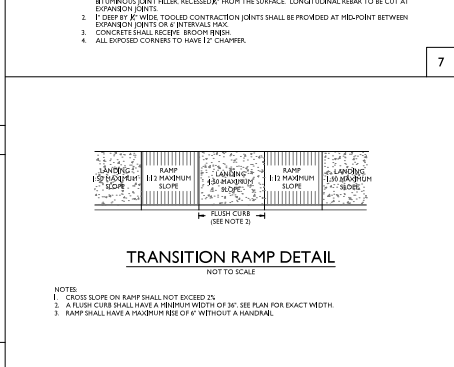 BITUMINOUS JOINT FILLER, RECESSED FROM THE SURFACE. LONGITUDINAL REBAR TO BE CUT AT
EXPANSION JOINTS.
2. 1" DEEP BY WIDE TOOLED CONTRACTION JOINTS SHALL BE PROVIDED AT MID-POINT BETWEEN
EXPANSION JOINTS OR 6' INTERVALS MAX.
3. CONCRETE SHALL RECEIVE BROOM FINISH.
4. ALL EXPOSED CORNERS TO HAVE CHAMFER.
7
LANDING
1:50 MAXIMUM
SLOPE
RAMP
1:12 MAXIMUM
SLOPE
LANDING
1:50 MAXIMUM
SLOPE
RAMP
1:12 MAXIMUM
SLOPE
LANDING
1:50 MAXIMUM
SLOPE
FLUSH CURB
(SEE NOTE 2)
TRANSITION RAMP DETAIL
NOT TO SCALE
NOTES:
1. CROSS SLOPE ON RAMP SHALL NOT EXCEED 2%
2. A FLUSH CURB SHALL HAVE A MINIMUM WIDTH OF 36". SEE PLAN FOR EXACT WIDTH.
3. RAMP SHALL HAVE A MAXIMUM RISE OF 6" WITHOUT A HANDRAIL